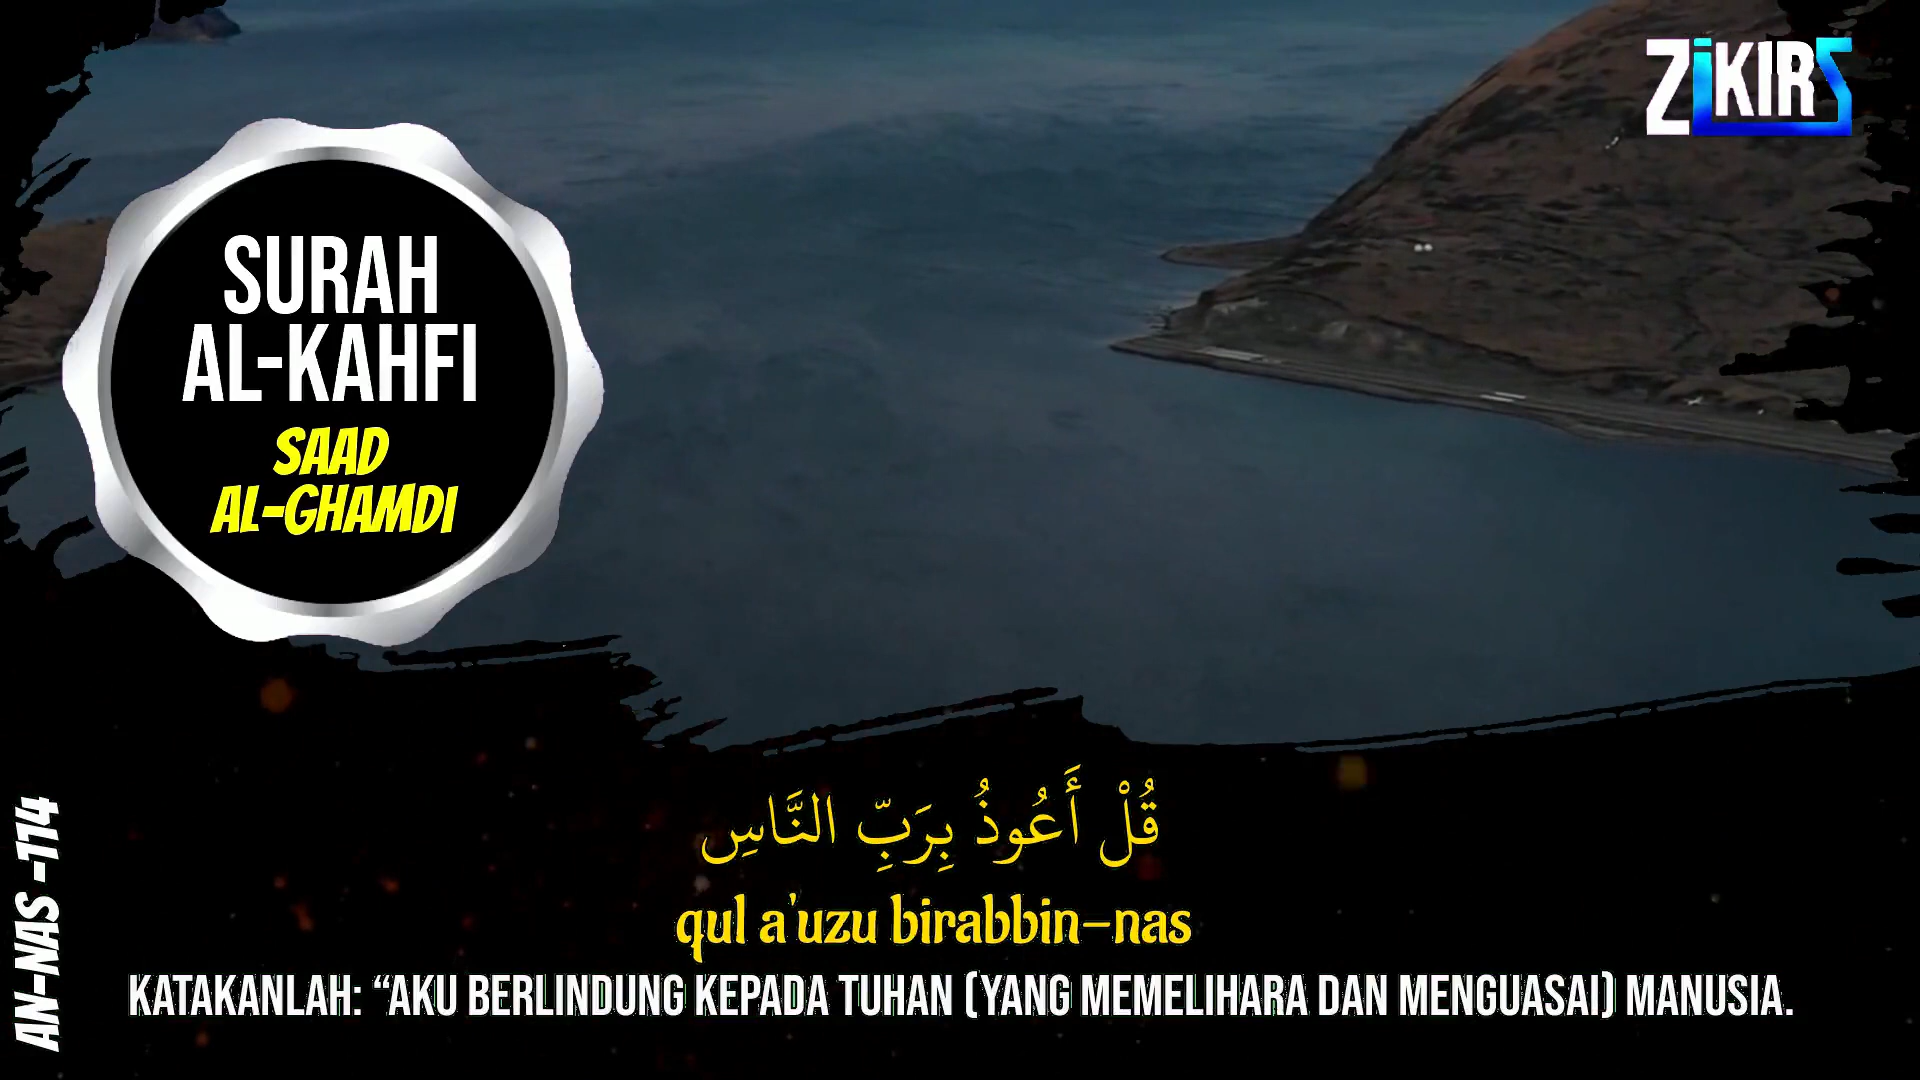 ZIKIRS
SURAH
AL-KAHFI
SAAD
AL-GHAMDI
AN-NAS -114
قُلْ أَعُوذُ بِرَبِّ النَّاسِ
qul a'uzu birabbin-nas
KATAKANLAH: “AKU BERLINDUNG KEPADA TUHAN (YANG MEMELIHARA DAN MENGUASAI) MANUSIA.